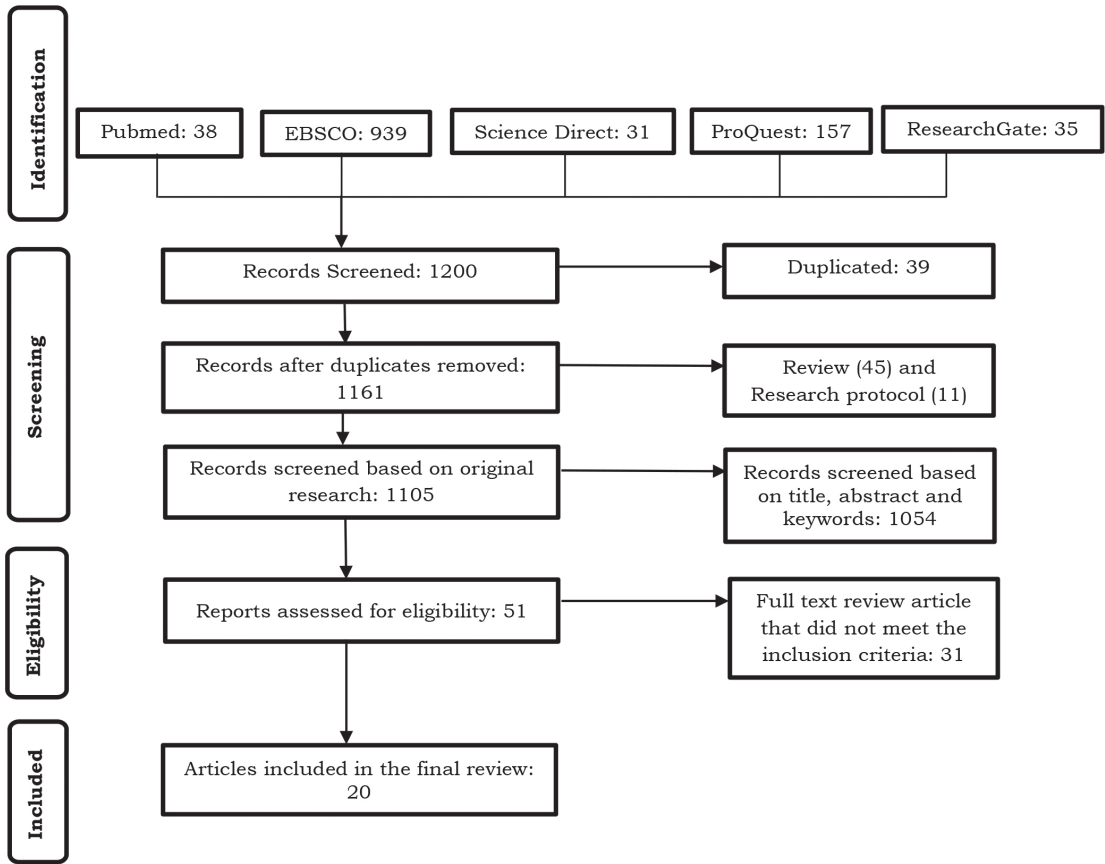 Identification
Pubmed: 38
EBSCO: 939
Science Direct: 31
ProQuest: 157
ResearchGate: 35
Screening
Records Screened: 1200
Duplicated: 39
Records after duplicates removed:
1161
Review (45) and
Research protocol (11)
Records screened based on original
research: 1105
Records screened based
on title, abstract and
keywords: 1054
Eligibility
Reports assessed for eligibility: 51
Full text review article
that did not meet the
inclusion criteria: 31
Included
Articles included in the final review:
20